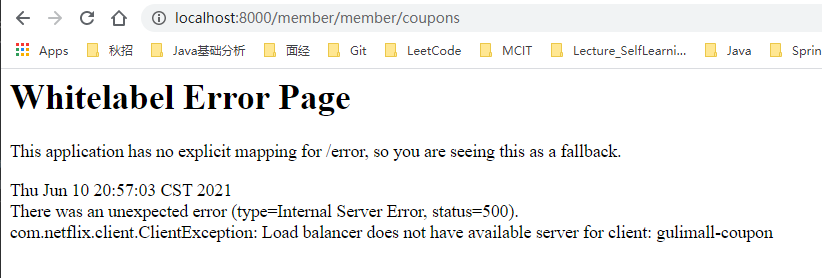 localhost:8000/member/member/coupons
Apps 秋招 Java基础分析 面经 Git LeetCode MCIT Lecture_SelfLearni... Java Sprin
Whitelabel Error Page
This application has no explicit mapping for /error, so you are seeing this as a fallback.
Thu Jun 10 20:57:03 CST 2021
There was an unexpected error (type=Internal Server Error, status=500).
com.netflix.client.ClientException: Load balancer does not have available server for client: gulimall-coupon